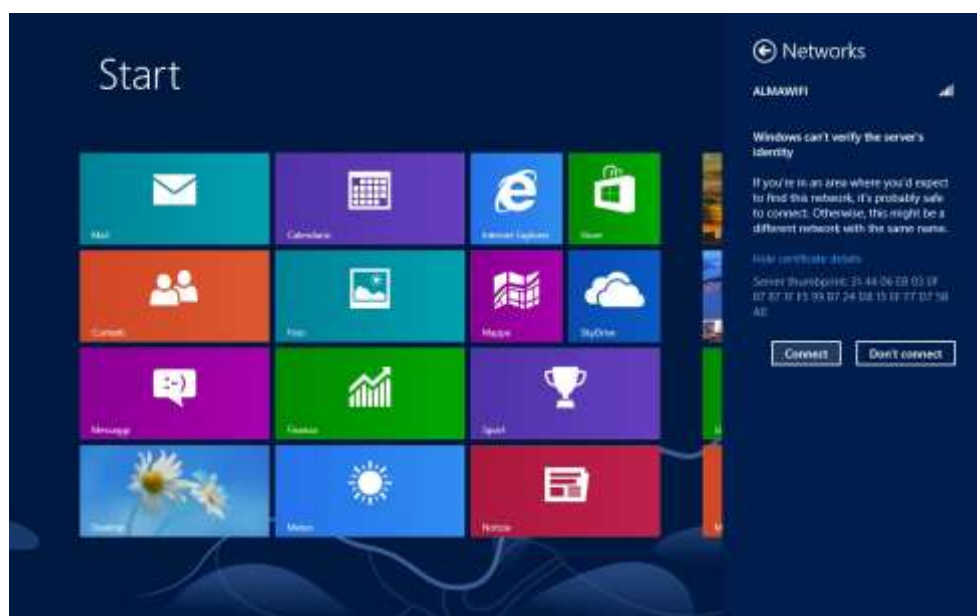 Start
Networks
ALMAWIFI
Windows can't verify the server's
identity
If you're in an area where you'd expect
to find this network, it's probably safe
to connect. Otherwise, this might be a
different network with the same name.
Hide certificate details
Server thumbprint:
Connect
Don't connect
Mail
Calendario
Internet Explorer
Store
Contatti
Foto
Mappe
SkyDrive
Messaggi
Finanza
Sport
Desktop
Meteo
Notizie